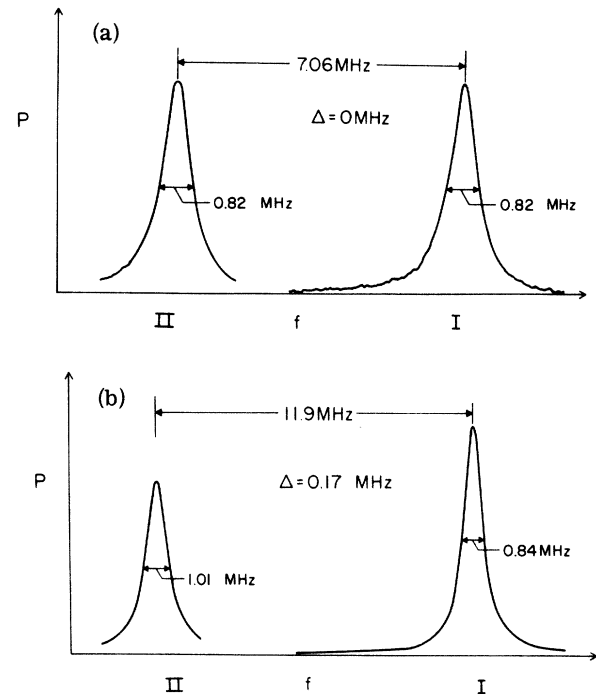 (a)
7.06MHz
P
Δ=0MHz
0.82 MHz
0.82 MHz
II f I
(b)
11.9MHz
P
Δ=0.17 MHz
0.84MHz
1.01 MHz
II f I